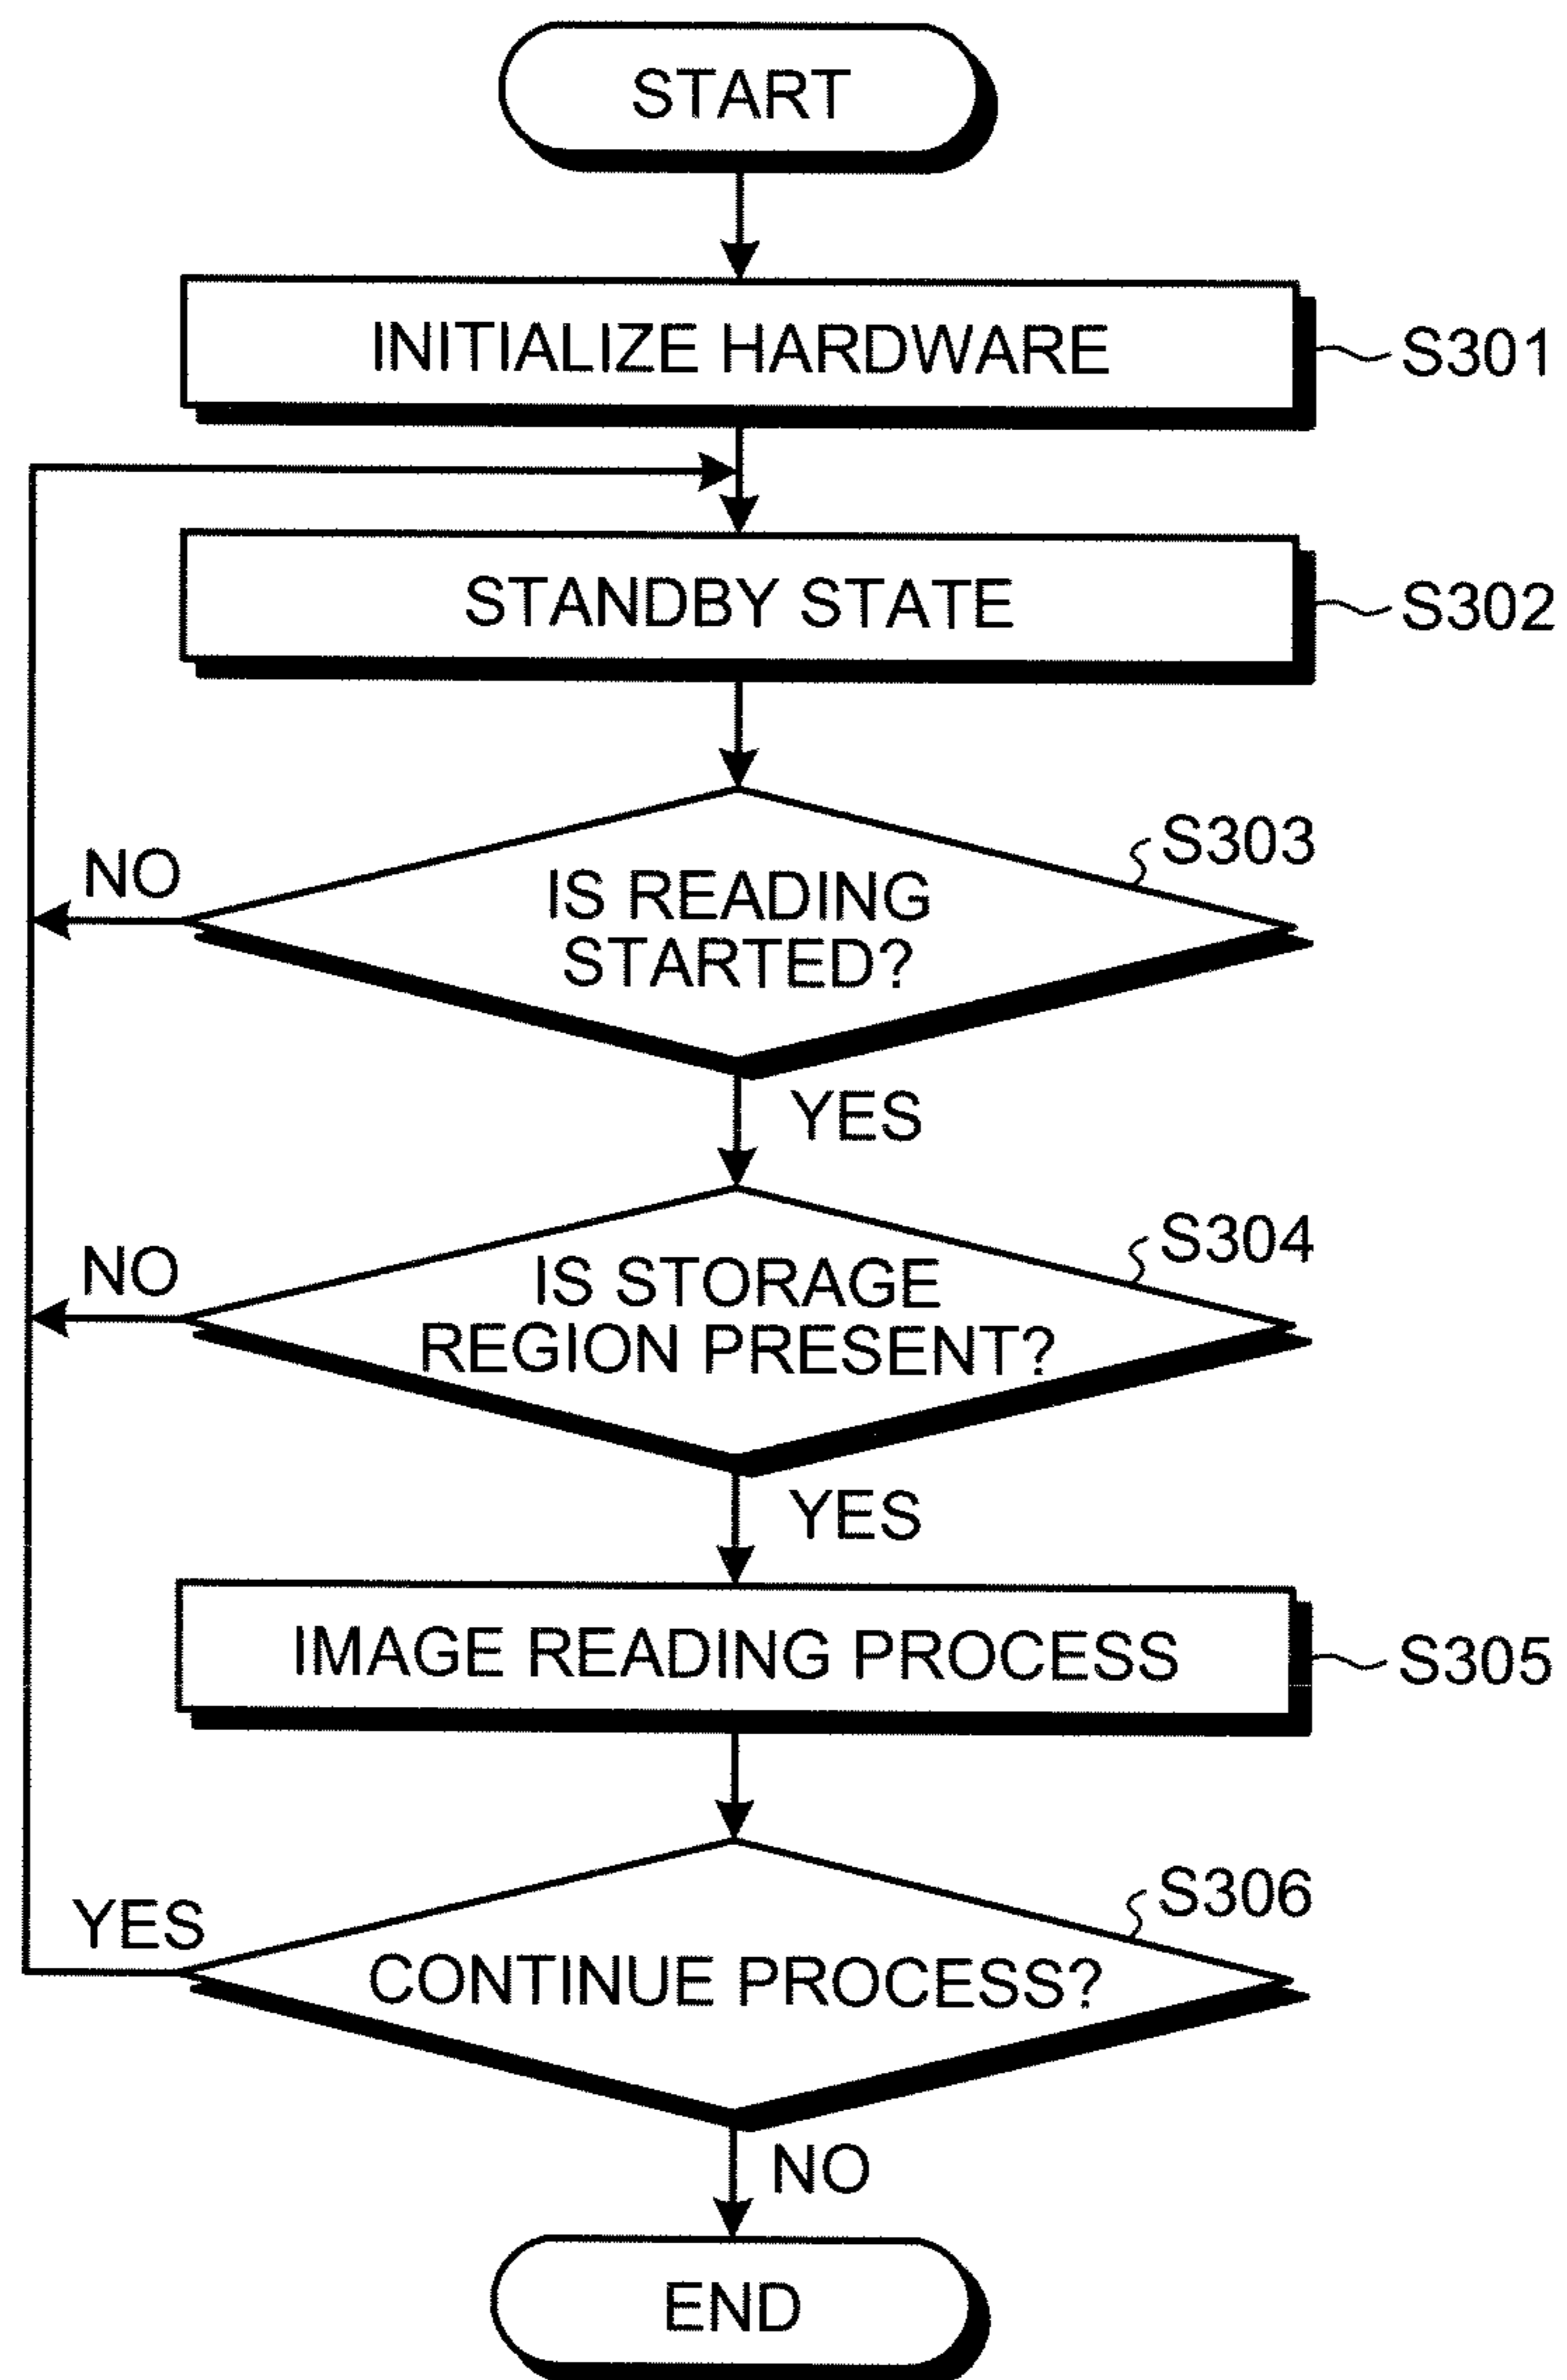 START
INITIALIZE HARDWARE
S301
STANDBY STATE
S302
S303
NO
IS READING
STARTED?
YES
S304
NO
IS STORAGE
REGION PRESENT?
YES
IMAGE READING PROCESS
S305
S306
YES
CONTINUE PROCESS?
NO
END